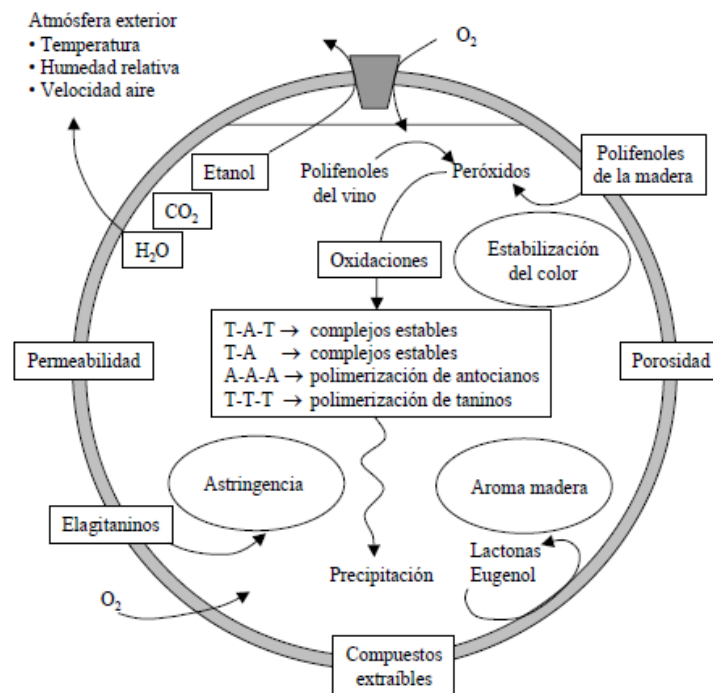 Atmósfera exterior
• Temperatura
• Humedad relativa
• Velocidad aire
O₂
Etanol
CO₂
H₂O
Polifenoles
del vino
Peróxidos
Polifenoles
de la madera
Oxidaciones
Estabilización
del color
T-A-T → complejos estables
T-A → complejos estables
A-A-A → polimerización de antocianos
T-T-T → polimerización de taninos
Permeabilidad
Porosidad
Astringencia
Aroma madera
Elagitaninos
Lactonas
Eugenol
Precipitación
O₂
Compuestos
extraíbles